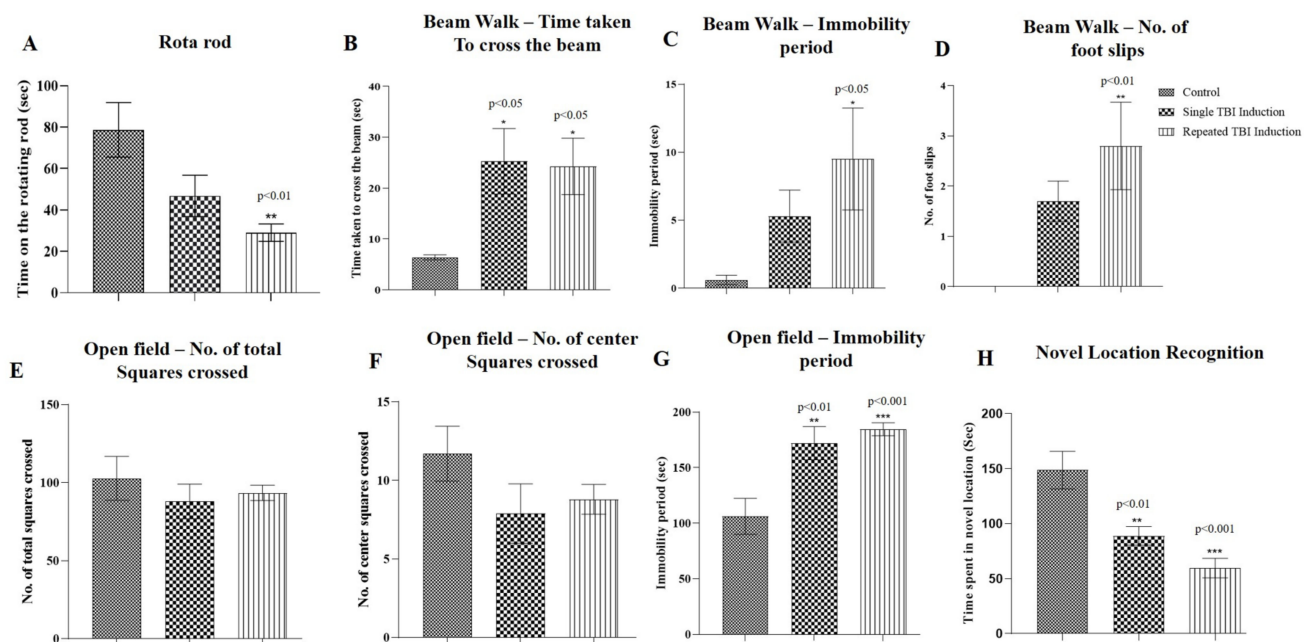 A
Rota rod
Time on the rotating rod (sec)
100
80
60
40
20
0
p<0.01
**
B
Beam Walk – Time taken
To cross the beam
Time taken to cross the beam (sec)
40
30
20
10
0
p<0.05
*
p<0.05
*
C
Beam Walk – Immobility
period
Immobility period (sec)
15
10
5
0
p<0.05
*
D
Beam Walk – No. of
foot slips
No. of foot slips
4
3
2
1
0
p<0.01
**
Control
Single TBI Induction
Repeated TBI Induction
E
Open field – No. of total
Squares crossed
No. of total squares crossed
150
100
50
0
F
Open field – No. of center
Squares crossed
No. of center squares crossed
15
10
5
0
G
Open field – Immobility
period
Immobility period (sec)
200
150
100
50
0
p<0.01
**
p<0.001
***
H
Novel Location Recognition
Time spent in novel location (Sec)
200
150
100
50
0
p<0.01
**
p<0.001
***